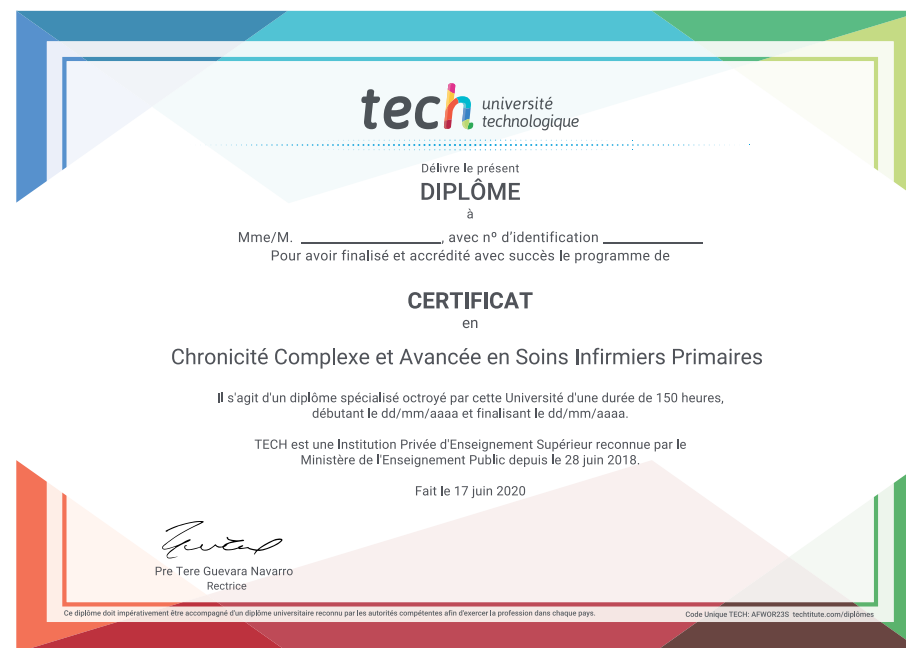 tech université
technologique
Délivre le présent
DIPLÔME
à
Mme/M. ____________________, avec nº d'identification ______________
Pour avoir finalisé et accrédité avec succès le programme de
CERTIFICAT
en
Chronicité Complexe et Avancée en Soins Infirmiers Primaires
Il s'agit d'un diplôme spécialisé octroyé par cette Université d'une durée de 150 heures,
débutant le dd/mm/aaaa et finalisant le dd/mm/aaaa.
TECH est une Institution Privée d'Enseignement Supérieur reconnue par le
Ministère de l'Enseignement Public depuis le 28 juin 2018.
Fait le 17 juin 2020
Pre Tere Guevara Navarro
Rectrice
Ce diplôme doit impérativement être accompagné d'un diplôme universitaire reconnu par les autorités compétentes afin d'exercer la profession dans chaque pays.
Code Unique TECH: AFWOR23S techtitute.com/diplômes